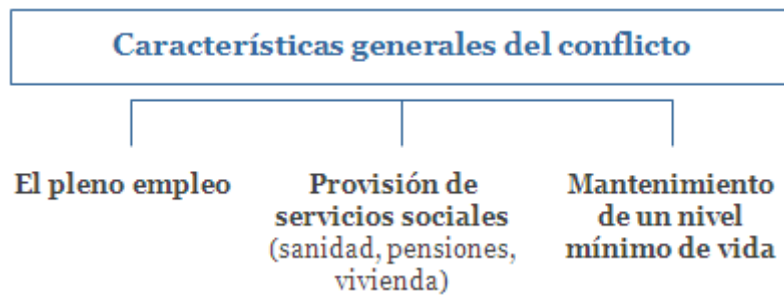 Características generales del conflicto
El pleno empleo
Provisión de
servicios sociales
(sanidad, pensiones,
vivienda)
Mantenimiento
de un nivel
mínimo de vida